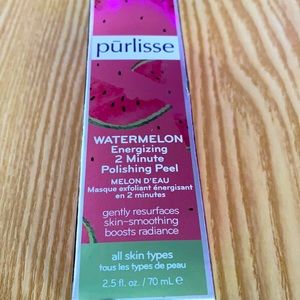 pūrlisse
WATERMELON
Energizing
2 Minute
Polishing Peel
MELON D'EAU
Masque exfoliant énergisant
en 2 minutes
gently resurfaces
skin-smoothing
boosts radiance
all skin types
tous les types de peau
2.5 fl. oz. / 70 mL e